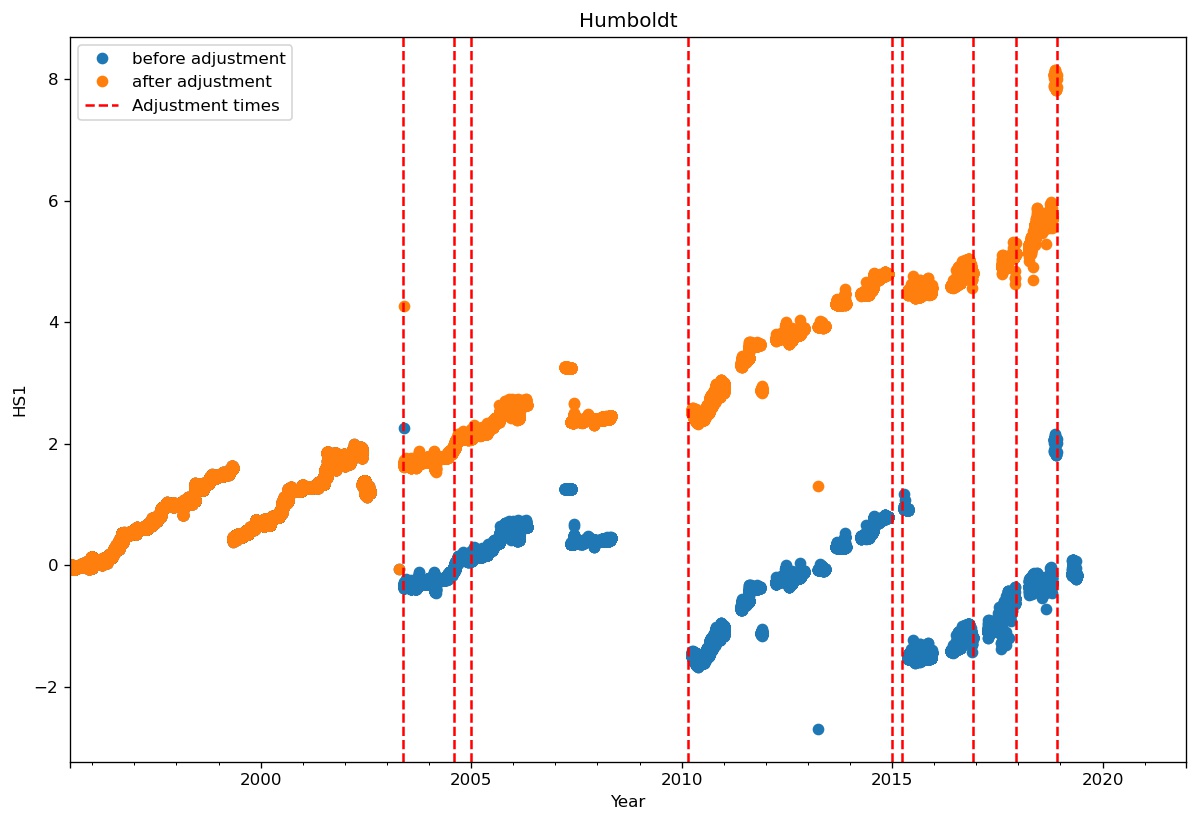 Humboldt
before adjustment
after adjustment
Adjustment times
8
6
4
2
0
−2
HS1
2000 2005 2010 2015 2020
Year